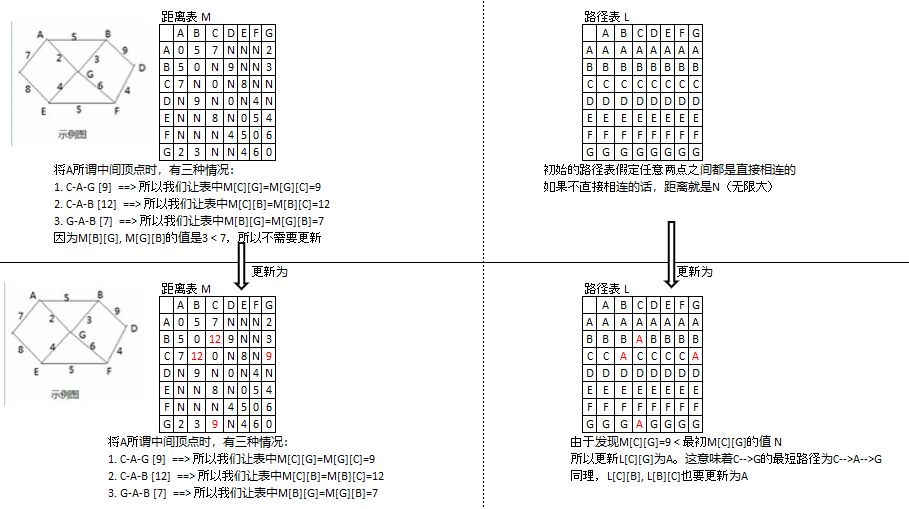 距离表 M
A B C D E F G
A 0 5 7 N N N 2
B 5 0 N 9 N N 3
C 7 N 0 N 8 N N
D N 9 N 0 N 4 N
E N N 8 N 0 5 4
F N N N 4 5 0 6
G 2 3 N N 4 6 0
A 5 B
7 2 3 9
G D
8 4 6 4
E 5 F
示例图
将A所谓中间顶点时，有三种情况：
1. C-A-G [9] ==> 所以我们让表中M[C][G]=M[G][C]=9
2. C-A-B [12] ==> 所以我们让表中M[C][B]=M[B][C]=12
3. G-A-B [7] ==> 所以我们让表中M[B][G]=M[G][B]=7
因为M[B][G], M[G][B]的值是3 < 7，所以不需要更新
路径表 L
A B C D E F G
A A A A A A A A
B B B B B B B B
C C C C C C C C
D D D D D D D D
E E E E E E E E
F F F F F F F F
G G G G G G G G
初始的路径表假定任意两点之间都是直接相连的
如果不直接相连的话，距离就是N（无限大）
更新为
更新为
距离表 M
A B C D E F G
A 0 5 7 N N N 2
B 5 0 12 9 N N 3
C 7 12 0 N 8 N 9
D N 9 N 0 N 4 N
E N N 8 N 0 5 4
F N N N 4 5 0 6
G 2 3 9 N 4 6 0
A 5 B
7 2 3 9
G D
8 4 6 4
E 5 F
示例图
将A所谓中间顶点时，有三种情况：
1. C-A-G [9] ==> 所以我们让表中M[C][G]=M[G][C]=9
2. C-A-B [12] ==> 所以我们让表中M[C][B]=M[B][C]=12
3. G-A-B [7] ==> 所以我们让表中M[B][G]=M[G][B]=7
路径表 L
A B C D E F G
A A A A A A A A
B B B A B B B B
C C A C C C C A
D D D D D D D D
E E E E E E E E
F F F F F F F F
G G G A G G G G
由于发现M[C][G]=9 < 最初M[C][G]的值 N
所以更新L[C][G]为A。这意味着C-->G的最短路径为C-->A-->G
同理，L[C][B], L[B][C]也要更新为A